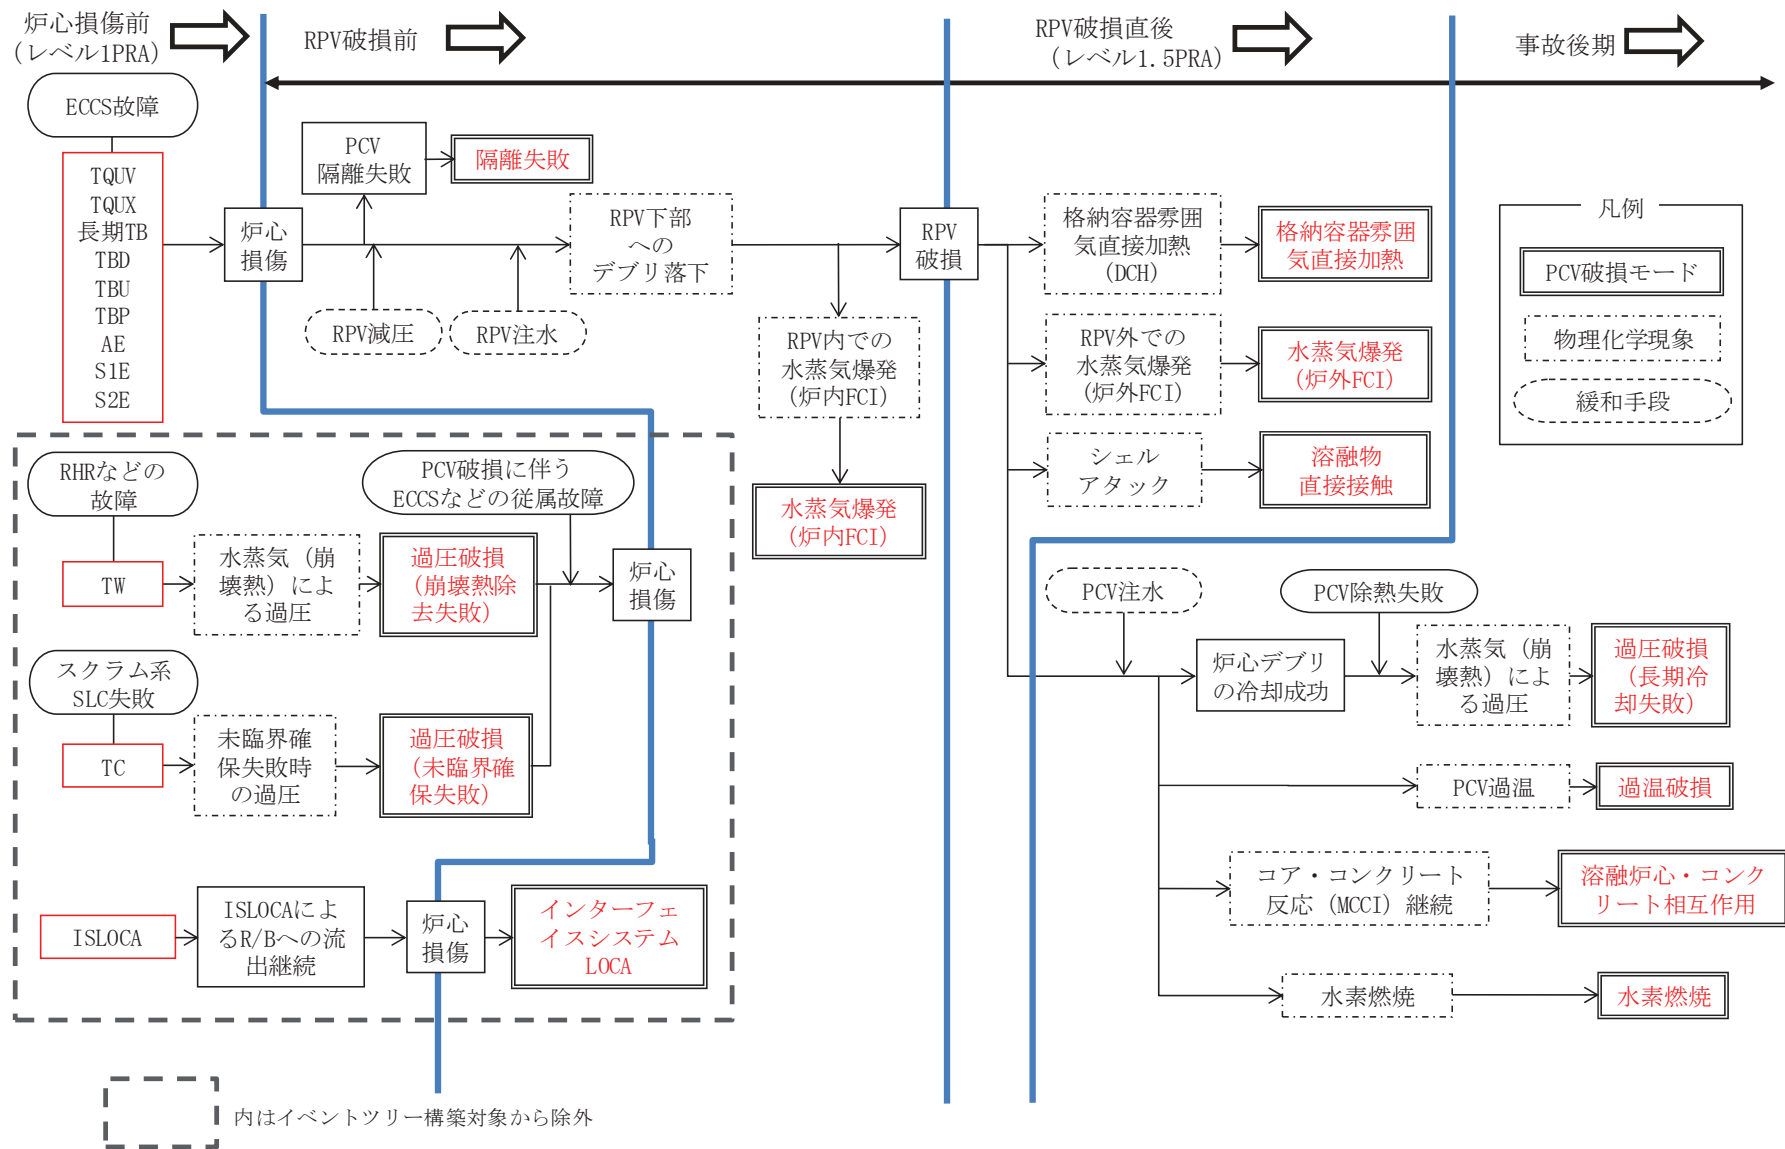 炉心損傷前
(レベル1PRA)
RPV破損前
RPV破損直後
(レベル1.5PRA)
事故後期
ECCS故障
TQUV
TQUX
長期TB
TBD
TBU
TBP
AE
S1E
S2E
炉心
損傷
PCV
隔離失敗
隔離失敗
RPV減圧
RPV注水
RPV下部
への
デブリ落下
RPV内での
水蒸気爆発
(炉内FCI)
水蒸気爆発
(炉内FCI)
RPV
破損
格納容器雰囲
気直接加熱
(DCH)
格納容器雰囲
気直接加熱
RPV外での
水蒸気爆発
(炉外FCI)
水蒸気爆発
(炉外FCI)
シェル
アタック
溶融物
直接接触
凡例
PCV破損モード
物理化学現象
緩和手段
RHRなどの
故障
TW
水蒸気（崩
壊熱）によ
る過圧
過圧破損
（崩壊熱除
去失敗）
PCV破損に伴う
ECCSなどの従属故障
炉心
損傷
スクラム系
SLC失敗
TC
未臨界確
保失敗時
の過圧
過圧破損
（未臨界確
保失敗）
ISLOCA
ISLOCAによ
るR/Bへの流
出継続
炉心
損傷
インターフェ
イスシステム
LOCA
PCV注水
PCV除熱失敗
炉心デブリ
の冷却成功
水蒸気（崩
壊熱）によ
る過圧
過圧破損
（長期冷
却失敗）
PCV過温
過温破損
コア・コンクリート
反応（MCCI）継続
溶融炉心・コンク
リート相互作用
水素燃焼
水素燃焼
内はイベントツリー構築対象から除外